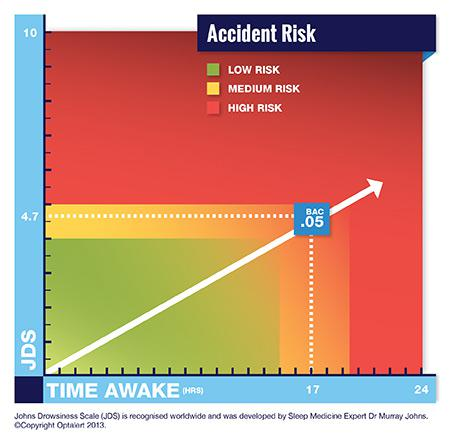 Accident Risk
LOW RISK
MEDIUM RISK
HIGH RISK
10
4.7
BAC
.05
JDS
TIME AWAKE (HRS)
17
24
Johns Drowsiness Scale (JDS) is recognised worldwide and was developed by Sleep Medicine Expert Dr Murray Johns.
©Copyright Optalert 2013.